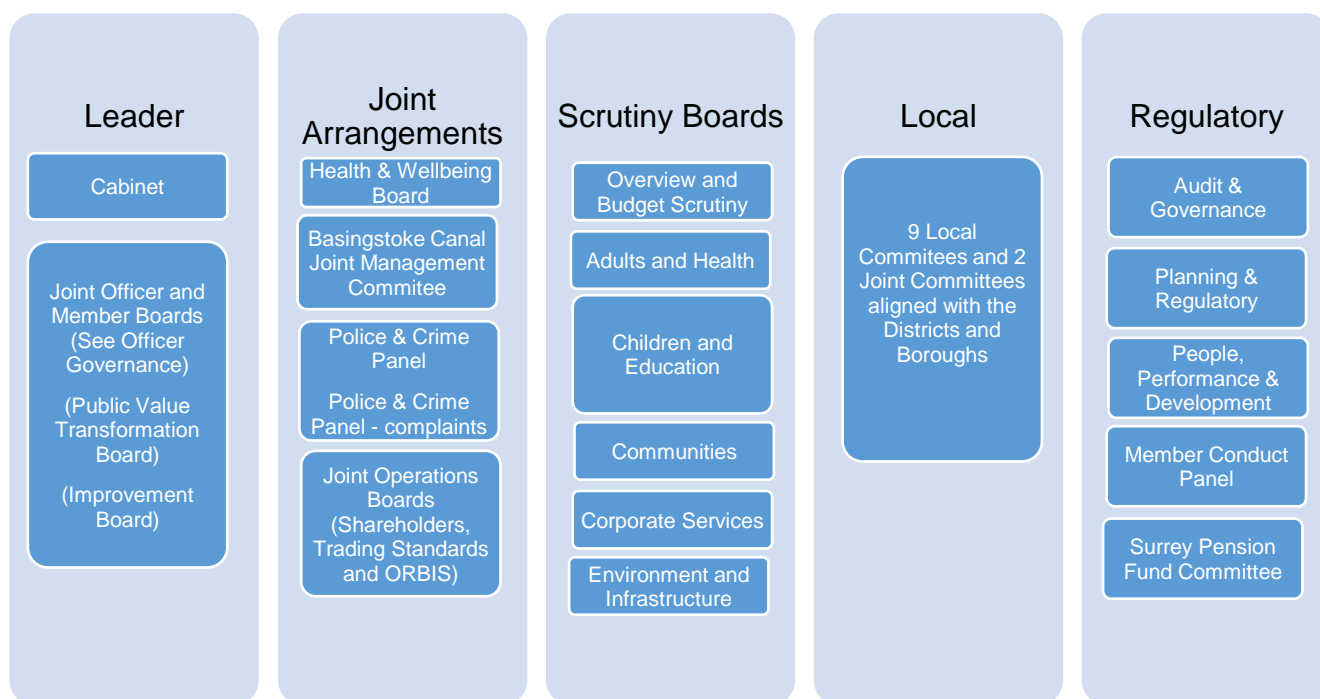 Leader
Cabinet
Joint Officer and
Member Boards
(See Officer
Governance)
(Public Value
Transformation
Board)
(Improvement
Board)
Joint
Arrangements
Health & Wellbeing
Board
Basingstoke Canal
Joint Management
Commitee
Police & Crime
Panel
Police & Crime
Panel - complaints
Joint Operations
Boards
(Shareholders,
Trading Standards
and ORBIS)
Scrutiny Boards
Overview and
Budget Scrutiny
Adults and Health
Children and
Education
Communities
Corporate Services
Environment and
Infrastructure
Local
9 Local
Commitees and 2
Joint Committees
aligned with the
Districts and
Boroughs
Regulatory
Audit &
Governance
Planning &
Regulatory
People,
Performance &
Development
Member Conduct
Panel
Surrey Pension
Fund Committee